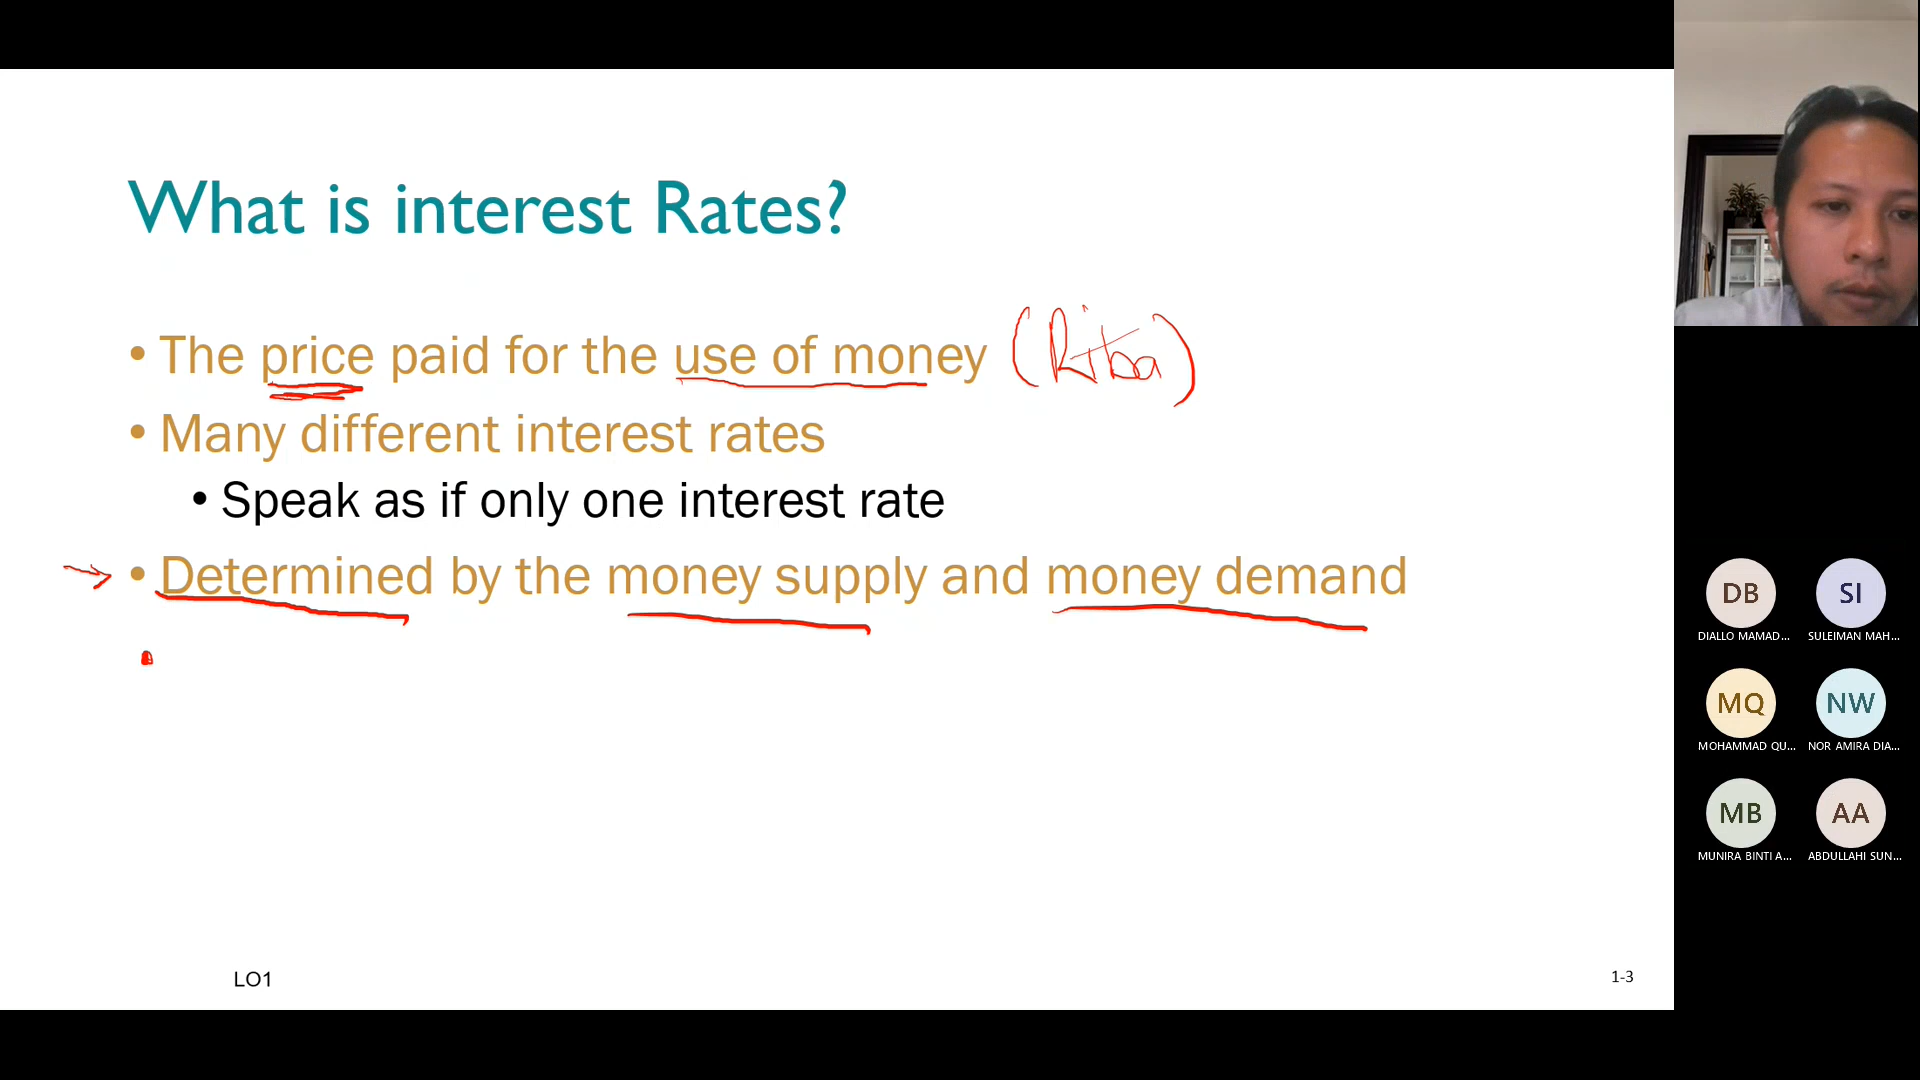 What is interest Rates?
• The price paid for the use of money (Riba)
• Many different interest rates
• Speak as if only one interest rate
• Determined by the money supply and money demand
LO1
1-3
DB
SI
DIALLO MAMAD...
SULEIMAN MAH...
MQ
NW
MOHAMMAD QU...
NOR AMIRA DIA...
MB
AA
MUNIRA BINTI A...
ABDULLAHI SUN...